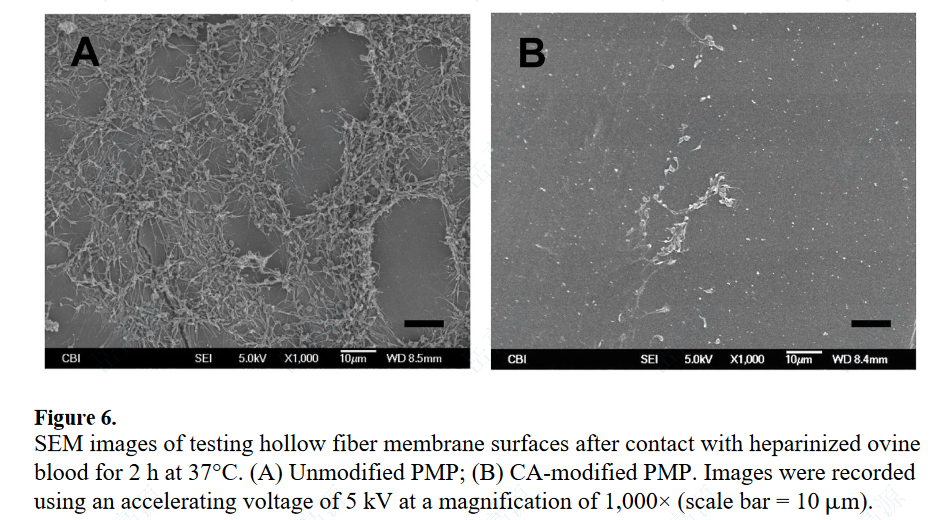 A
B
CBI SEI 5.0kV X1,000 10μm WD 8.5mm
CBI SEI 5.0kV X1,000 10μm WD 8.4mm
Figure 6.
SEM images of testing hollow fiber membrane surfaces after contact with heparinized ovine
blood for 2 h at 37°C. (A) Unmodified PMP; (B) CA-modified PMP. Images were recorded
using an accelerating voltage of 5 kV at a magnification of 1,000× (scale bar = 10 μm).